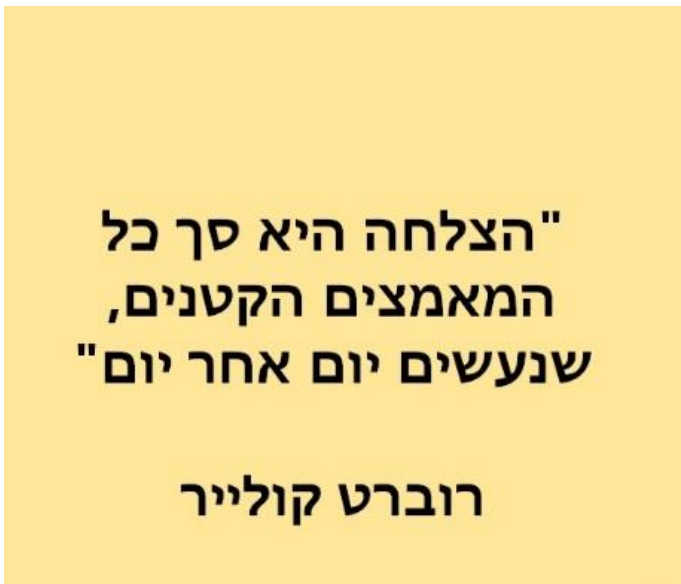 "הצלחה היא סך כל
המאמצים הקטנים,
שנעשים יום אחר יום"
רוברט קולייר